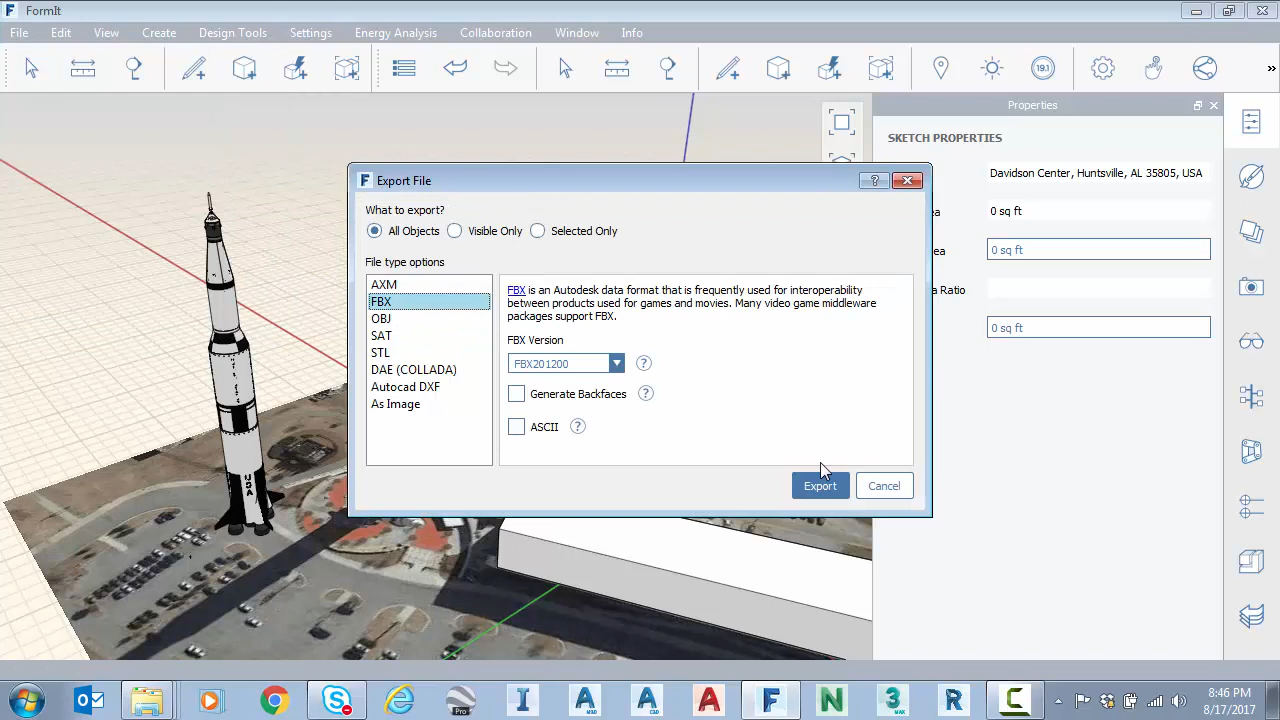 FormIt
File Edit View Create Design Tools Settings Energy Analysis Collaboration Window Info
19.1
»
Properties
SKETCH PROPERTIES
Davidson Center, Huntsville, AL 35805, USA
0 sq ft
0 sq ft
Ratio
0 sq ft
Export File
What to export?
All Objects Visible Only Selected Only
File type options
AXM
FBX
OBJ
SAT
STL
DAE (COLLADA)
Autocad DXF
As Image
FBX is an Autodesk data format that is frequently used for interoperability
between products used for games and movies. Many video game middleware
packages support FBX.
FBX Version
FBX201200
Generate Backfaces
ASCII
Export Cancel
USA
Pro
8:46 PM
8/17/2017